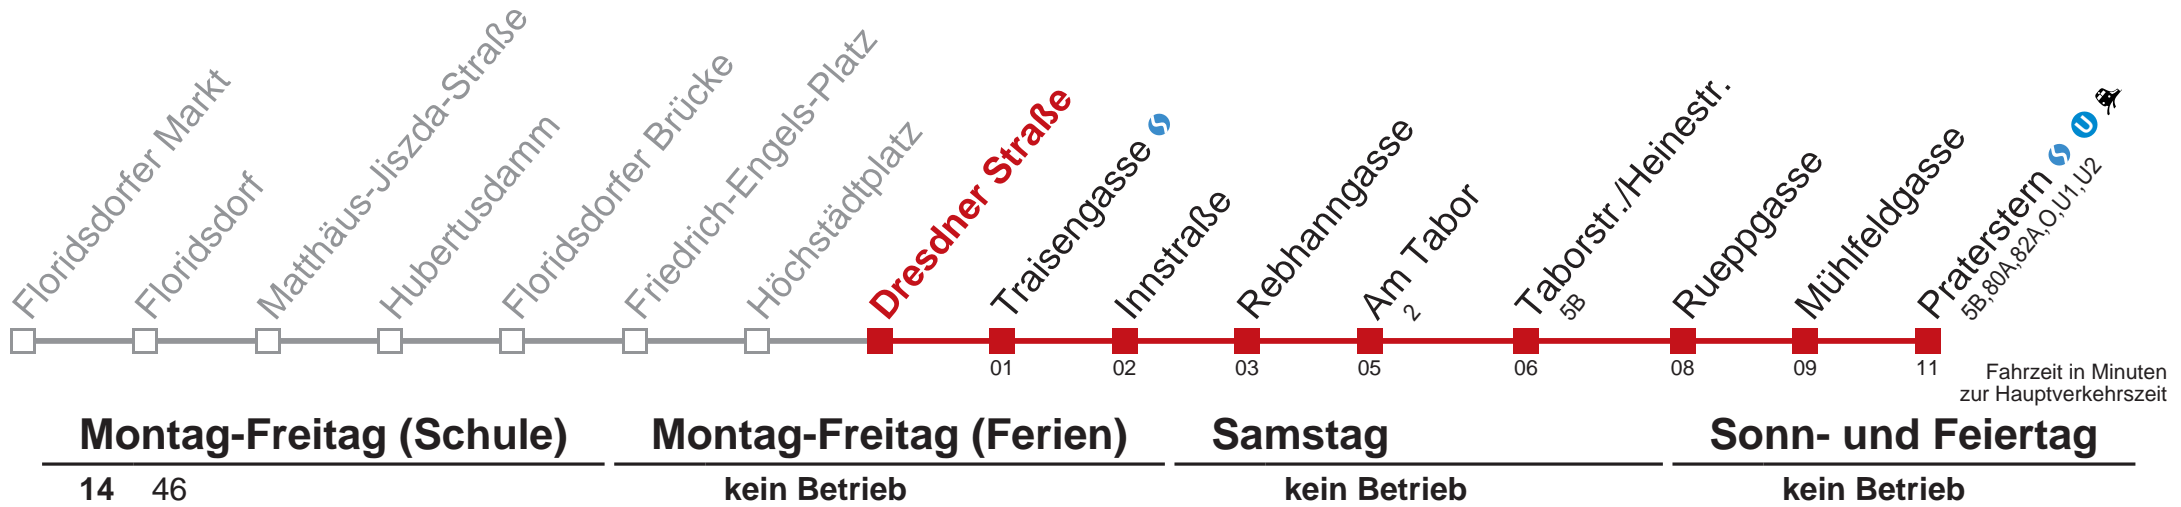 Floridsdorfer Markt
Floridsdorf
Matthäus-Jiszda-Straße
Hubertusdamm
Floridsdorfer Brücke
Friedrich-Engels-Platz
Höchstädtplatz
Dresdner Straße
Traisengasse
Innstraße
Rebhanngasse
Am Tabor
2
Taborstr./Heinestr.
5B
Rueppgasse
Mühlfeldgasse
Praterstern U
5B,80A,82A,O,U1,U2
01 02 03 05 06 08 09 11
Fahrzeit in Minuten
zur Hauptverkehrszeit
Montag-Freitag (Schule) Montag-Freitag (Ferien) Samstag Sonn- und Feiertag
14 46 kein Betrieb kein Betrieb kein Betrieb